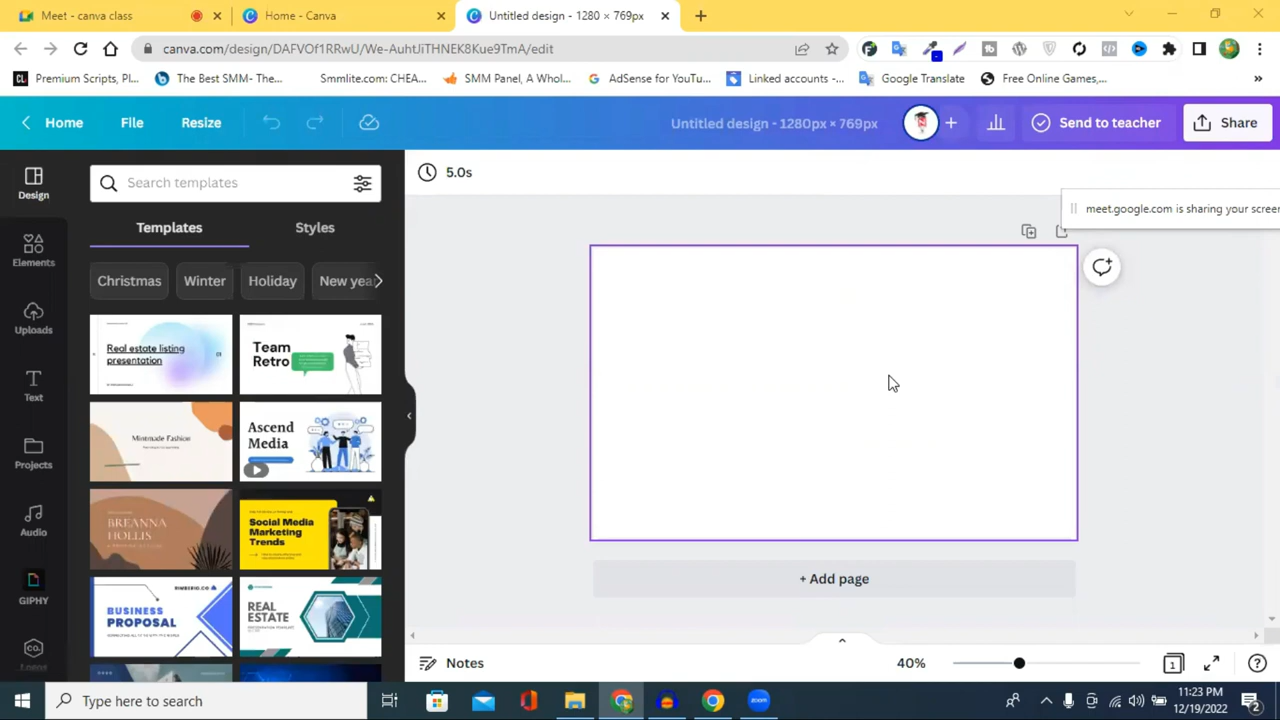 Meet - canva class
Home - Canva
Untitled design - 1280 × 769px
canva.com/design/DAFVOf1RRwU/We-AuhtJiTHNEK8Kue9TmA/edit
Premium Scripts, Pl...
The Best SMM- The...
Smmlite.com: CHEA...
SMM Panel, A Whol...
AdSense for YouTu...
Linked accounts -...
Google Translate
Free Online Games,...
Home
File
Resize
Untitled design - 1280px × 769px
Send to teacher
Share
Design
Search templates
5.0s
meet.google.com is sharing your screen
Templates
Styles
Elements
Christmas
Winter
Holiday
New yea
Uploads
Real estate listing
presentation
Team
Retro
Text
Mintmade Fashion
Ascend
Media
Projects
Audio
BREANNA
HOLLIS
Social Media
Marketing
Trends
GIPHY
BUSINESS
PROPOSAL
REAL
ESTATE
+ Add page
CO.
Notes
40%
1
Type here to search
zoom
11:23 PM
12/19/2022
2